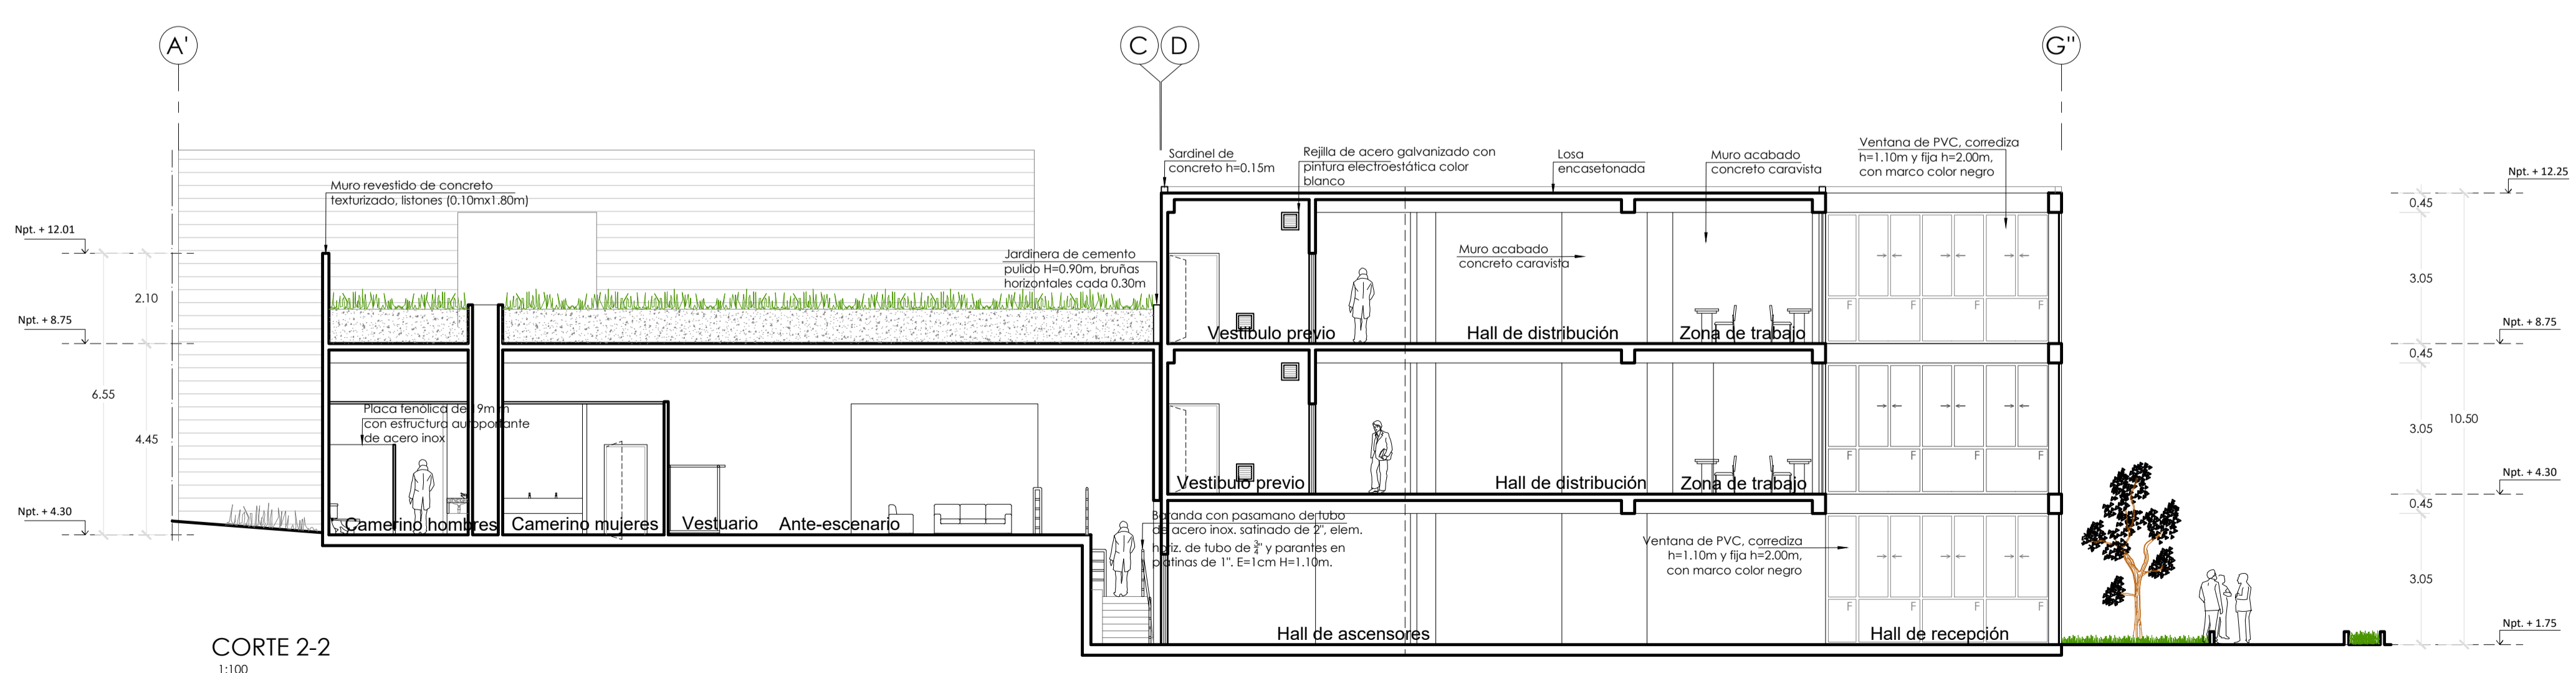 A'
C
D
G"
Sardinel de
concreto h=0.15m
Rejilla de acero galvanizado con
pintura electroestática color
blanco
Losa
encasetonada
Muro acabado
concreto caravista
Ventana de PVC, corrediza
h=1.10m y fija h=2.00m,
con marco color negro
Npt. + 12.25
Muro revestido de concreto
texturizado, listones (0.10mx1.80m)
Npt. + 12.01
0.45
Jardinera de cemento
pulido H=0.90m, bruñas
horizontales cada 0.30m
Muro acabado
concreto caravista
3.05
2.10
F
F
F
F
Npt. + 8.75
Vestibulo previo
Hall de distribución
Zona de trabajo
Npt. + 8.75
0.45
6.55
Placa fenólica de 19mm
con estructura autoportante
de acero inox
4.45
3.05
10.50
F
F
F
F
Vestibulo previo
Hall de distribución
Zona de trabajo
Npt. + 4.30
0.45
Npt. + 4.30
Camerino hombres
Camerino mujeres
Vestuario
Ante-escenario
Baranda con pasamano de tubo
de acero inox. satinado de 2", elem.
horiz. de tubo de 3/4" y parantes en
platinas de 1". E=1cm H=1.10m.
Ventana de PVC, corrediza
h=1.10m y fija h=2.00m,
con marco color negro
3.05
F
F
F
F
Hall de ascensores
Hall de recepción
Npt. + 1.75
CORTE 2-2
1:100